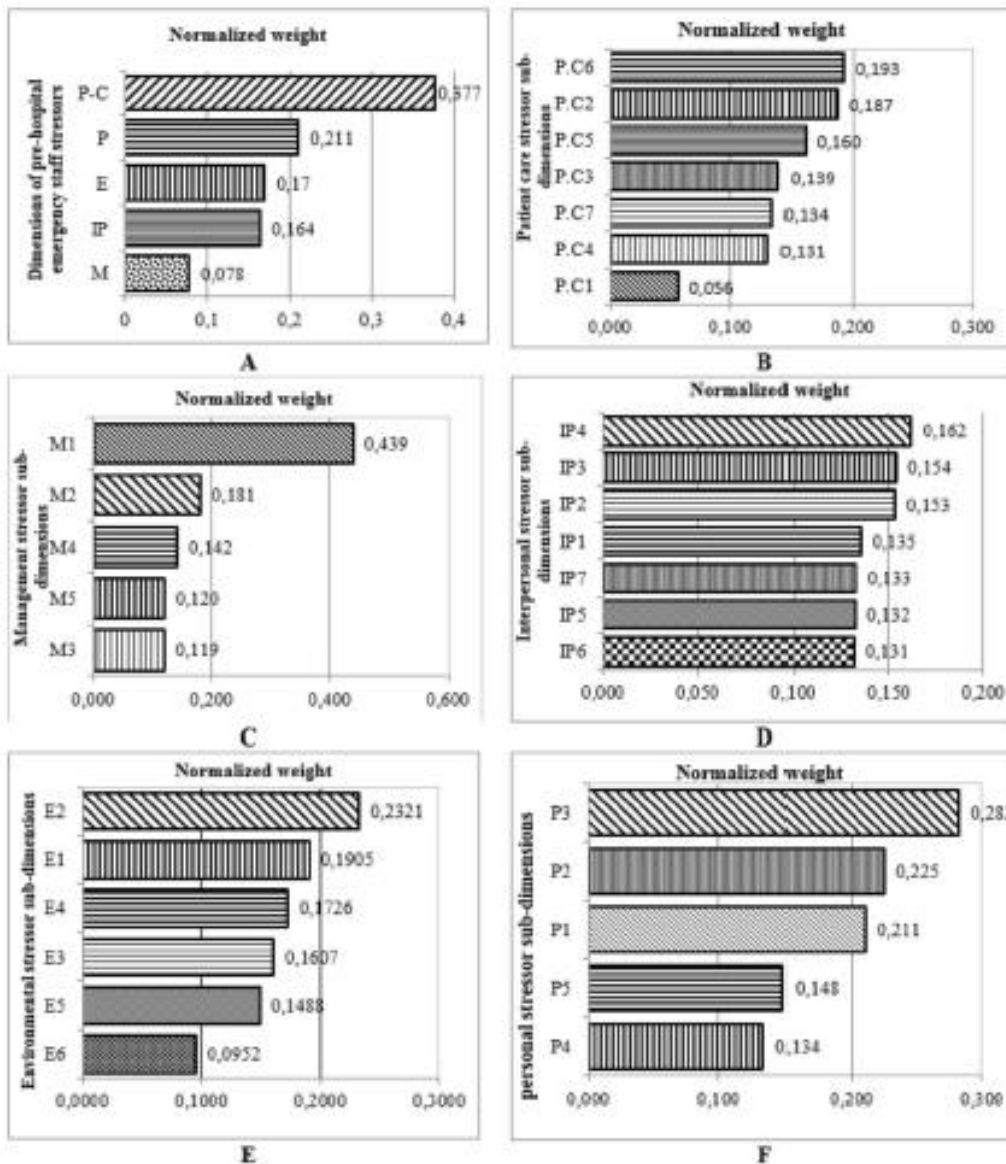 Normalized weight
Dimensions of pre-hospital
emergency staff stressors
P-C
0,377
P
0,211
E
0,17
IP
0,164
M
0,078
0 0,1 0,2 0,3 0,4
A
Normalized weight
Patient care stressor sub-
dimensions
P.C6
0,193
P.C2
0,187
P.C5
0,160
P.C3
0,139
P.C7
0,134
P.C4
0,131
P.C1
0,056
0,000 0,100 0,200 0,300
B
Normalized weight
Management stressor sub-
dimensions
M1
0,439
M2
0,181
M4
0,142
M5
0,120
M3
0,119
0,000 0,200 0,400 0,600
C
Normalized weight
Interpersonal stressor sub-
dimensions
IP4
0,162
IP3
0,154
IP2
0,153
IP1
0,135
IP7
0,133
IP5
0,132
IP6
0,131
0,000 0,050 0,100 0,150 0,200
D
Normalized weight
Environmental stressor sub-dimentions
E2
0,2321
E1
0,1905
E4
0,1726
E3
0,1607
E5
0,1488
E6
0,0952
0,0000 0,1000 0,2000 0,3000
E
Normalized weight
personal stressor sub-dimensions
P3
P2
0,225
P1
0,211
P5
0,148
P4
0,134
0,000 0,100 0,200 0,300
F